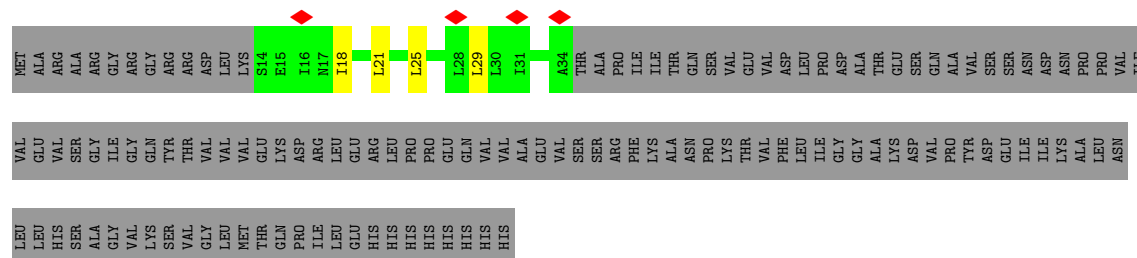 MET ALA ARG ALA ARG GLY ARG GLY ARG ARG ASP LEU LYS S14 E15 I16 N17 I18 L21 L25 L28 L29 L30 I31 A34 THR ALA PRO ILE ILE THR GLN SER VAL GLU VAL ASP LEU PRO ASP ALA THR GLU SER GLN ALA VAL SER SER ASN ASP ASN PRO PRO VAL ILE
VAL GLU VAL SER GLY ILE GLY GLN TYR THR VAL VAL VAL GLU LYS ASP ARG LEU GLU ARG LEU PRO PRO GLU GLN VAL VAL ALA GLU VAL SER SER ARG PHE LYS ALA ASN PRO LYS THR VAL PHE LEU ILE GLY GLY ALA LYS ASP VAL PRO TYR ASP GLU ILE ILE LYS ALA LEU ASN
LEU LEU HIS SER ALA GLY VAL LYS SER VAL GLY LEU MET THR GLN PRO ILE LEU GLU HIS HIS HIS HIS HIS HIS HIS HIS HIS HIS